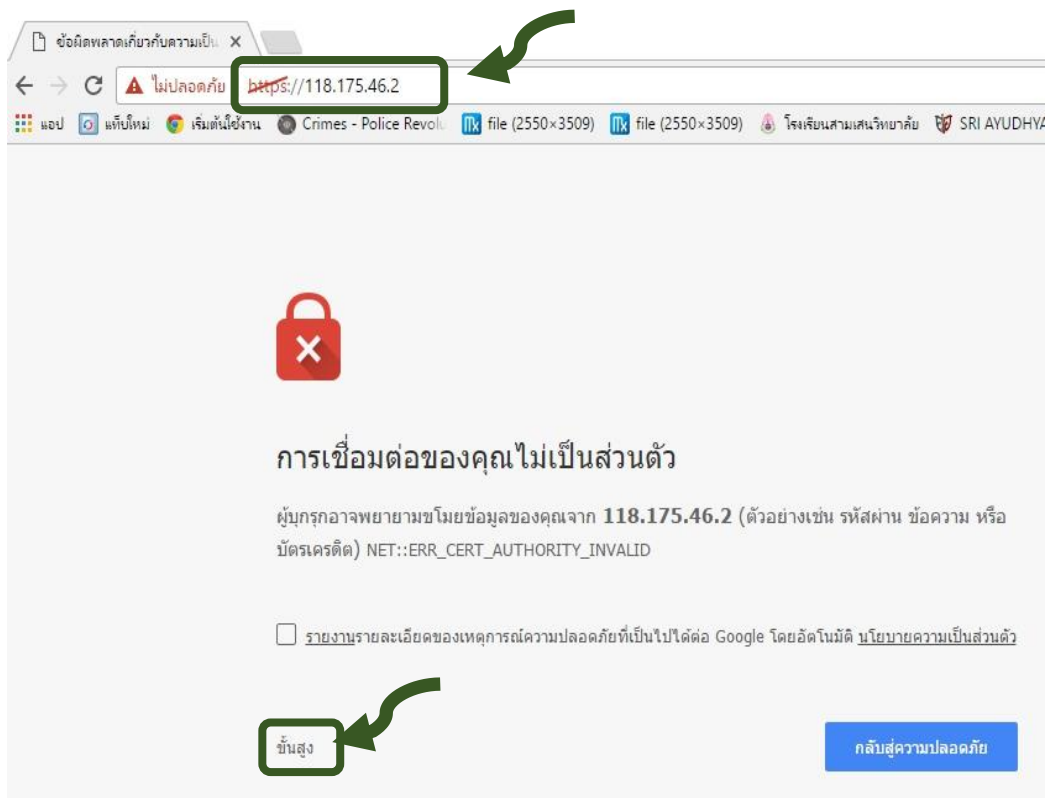 ข้อผิดพลาดเกี่ยวกับความเป็น
ไม่ปลอดภัย https://118.175.46.2
แอป แท็บใหม่ เริ่มต้นใช้งาน Crimes - Police Revolu file (2550×3509) file (2550×3509) โรงเรียนสามเสนวิทยาลัย SRI AYUDHYA
การเชื่อมต่อของคุณไม่เป็นส่วนตัว
ผู้บุกรุกอาจพยายามขโมยข้อมูลของคุณจาก 118.175.46.2 (ตัวอย่างเช่น รหัสผ่าน ข้อความ หรือ
บัตรเครดิต) NET::ERR_CERT_AUTHORITY_INVALID
รายงานรายละเอียดของเหตุการณ์ความปลอดภัยที่เป็นไปได้ต่อ Google โดยอัตโนมัติ นโยบายความเป็นส่วนตัว
ขั้นสูง
กลับสู่ความปลอดภัย